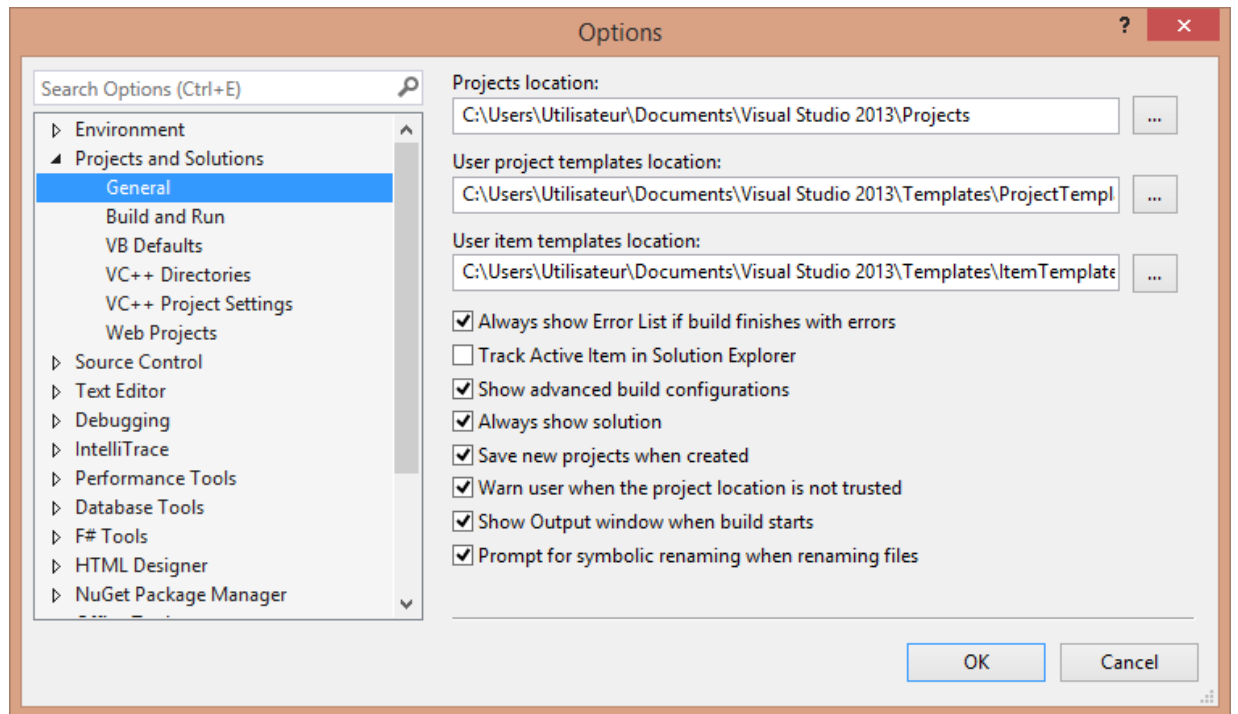 Options
?
Search Options (Ctrl+E)
Environment
Projects and Solutions
General
Build and Run
VB Defaults
VC++ Directories
VC++ Project Settings
Web Projects
Source Control
Text Editor
Debugging
IntelliTrace
Performance Tools
Database Tools
F# Tools
HTML Designer
NuGet Package Manager
Projects location:
C:\Users\Utilisateur\Documents\Visual Studio 2013\Projects
...
User project templates location:
C:\Users\Utilisateur\Documents\Visual Studio 2013\Templates\ProjectTempl
...
User item templates location:
C:\Users\Utilisateur\Documents\Visual Studio 2013\Templates\ItemTemplate
...
Always show Error List if build finishes with errors
Track Active Item in Solution Explorer
Show advanced build configurations
Always show solution
Save new projects when created
Warn user when the project location is not trusted
Show Output window when build starts
Prompt for symbolic renaming when renaming files
OK
Cancel